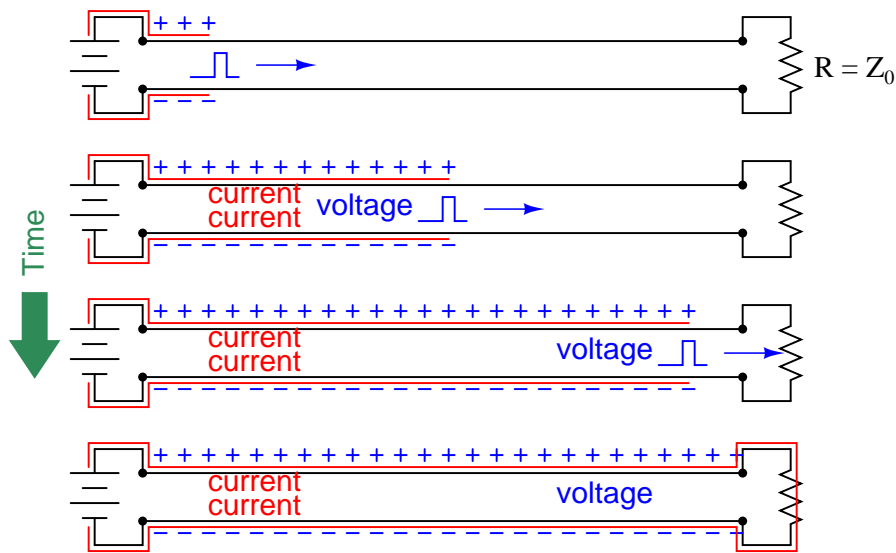 + + +
R = Z0
– – –
+ + + + + + + + + + + + +
current
current
voltage
– – – – – – – – – – – – –
Time
+ + + + + + + + + + + + + + + + + + + + + + +
current
current
voltage
– – – – – – – – – – – – – – – – – – – – – – –
+ + + + + + + + + + + + + + + + + + + + + + + + +
current
current
voltage
– – – – – – – – – – – – – – – – – – – – – – – – –